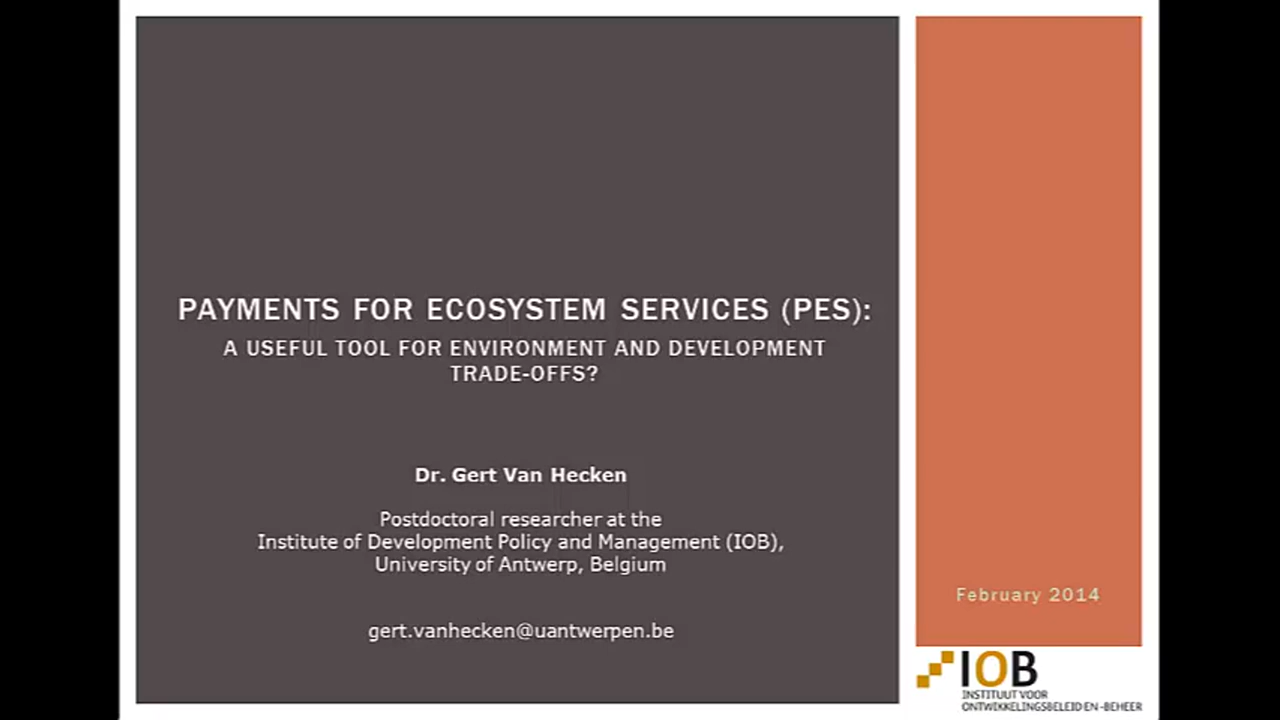 PAYMENTS FOR ECOSYSTEM SERVICES (PES):
A USEFUL TOOL FOR ENVIRONMENT AND DEVELOPMENT
TRADE-OFFS?
Dr. Gert Van Hecken
Postdoctoral researcher at the
Institute of Development Policy and Management (IOB),
University of Antwerp, Belgium
gert.vanhecken@uantwerpen.be
February 2014
IOB
INSTITUUT VOOR
ONTWIKKELINGSBELEID EN -BEHEER